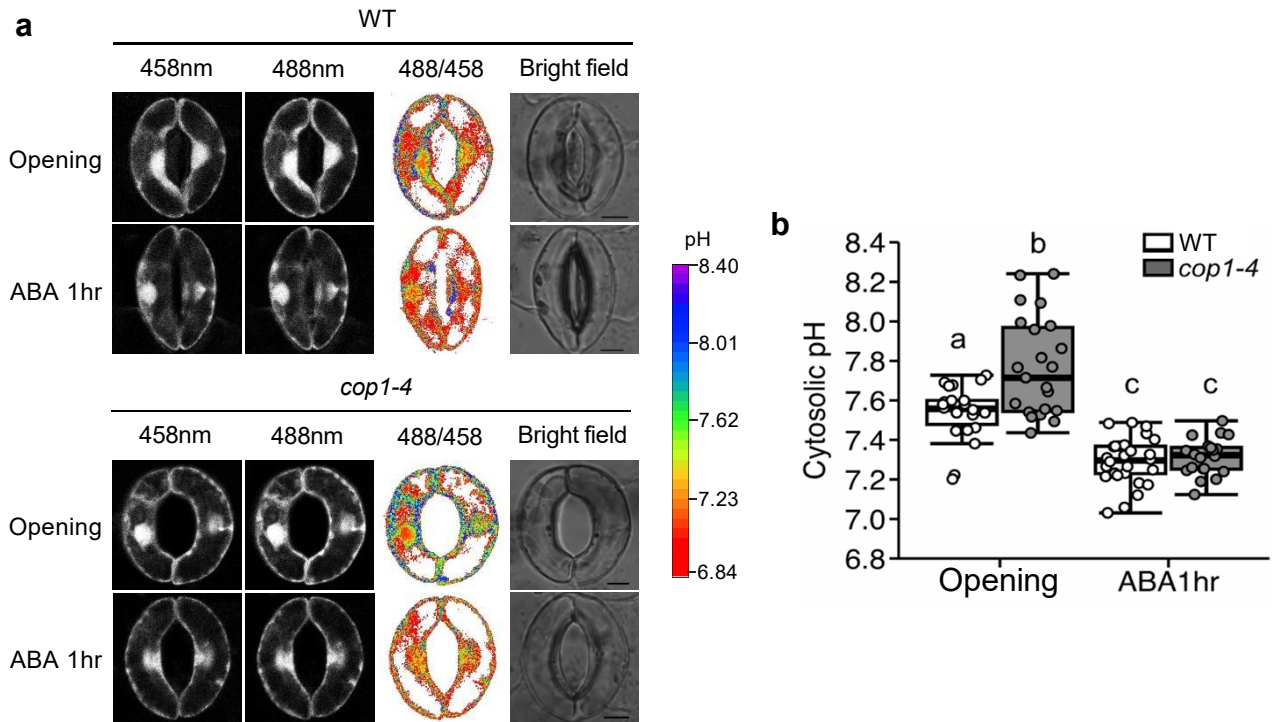 a
WT
458nm 488nm 488/458 Bright field
Opening
ABA 1hr
cop1-4
458nm 488nm 488/458 Bright field
Opening
ABA 1hr
pH
8.40
8.01
7.62
7.23
6.84
b
WT
cop1-4
Cytosolic pH
8.4
8.2
8.0
7.8
7.6
7.4
7.2
7.0
6.8
a
b
c
c
Opening ABA1hr